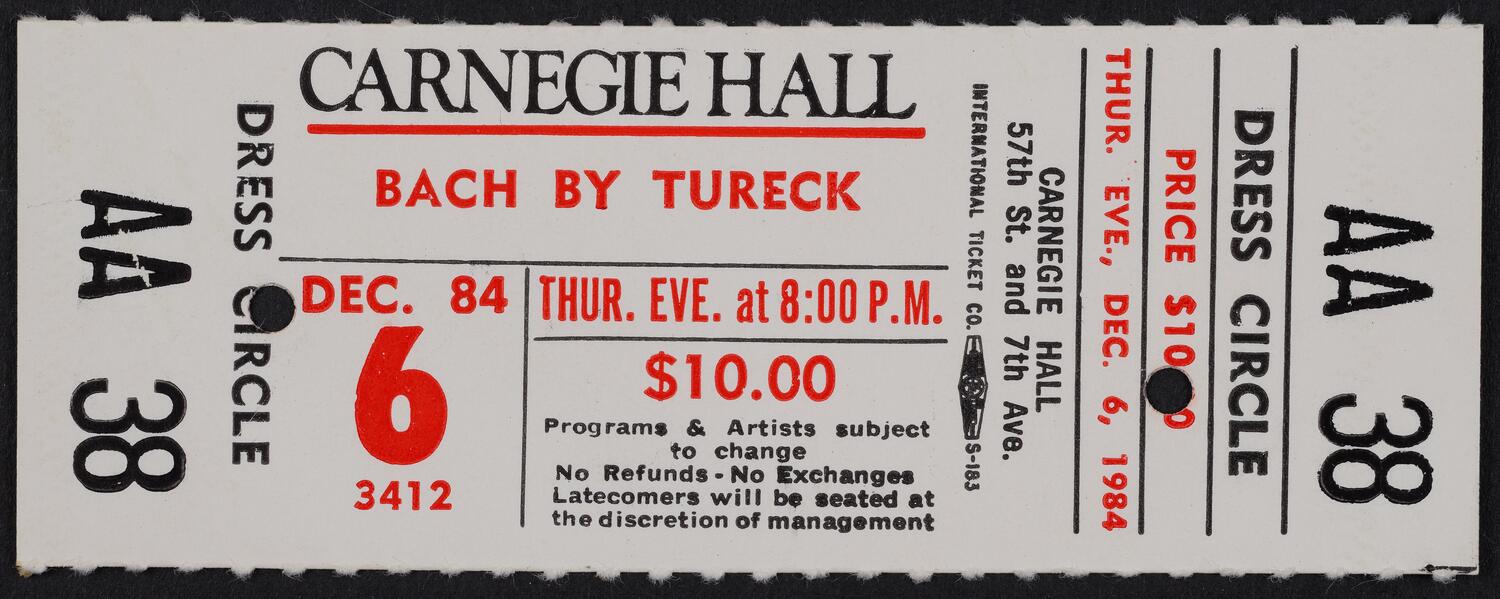 AA 38
DRESS CIRCLE
CARNEGIE HALL
BACH BY TURECK
DEC. 84
6
3412
THUR. EVE. at 8:00 P.M.
$10.00
Programs & Artists subject
to change
No Refunds - No Exchanges
Latecomers will be seated at
the discretion of management
CARNEGIE HALL
57th St. and 7th Ave.
INTERNATIONAL TICKET CO. S-183
THUR. EVE., DEC. 6, 1984
PRICE $10.00
DRESS CIRCLE
AA 38